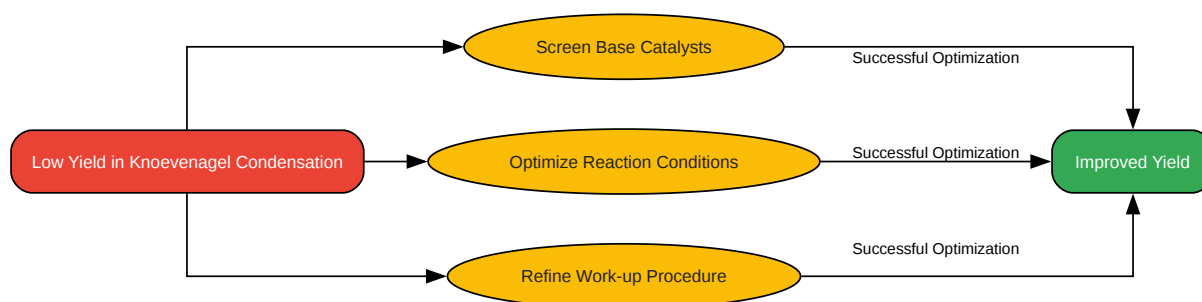 Screen Base Catalysts
Successful Optimization
Low Yield in Knoevenagel Condensation
Optimize Reaction Conditions
Successful Optimization
Improved Yield
Refine Work-up Procedure
Successful Optimization